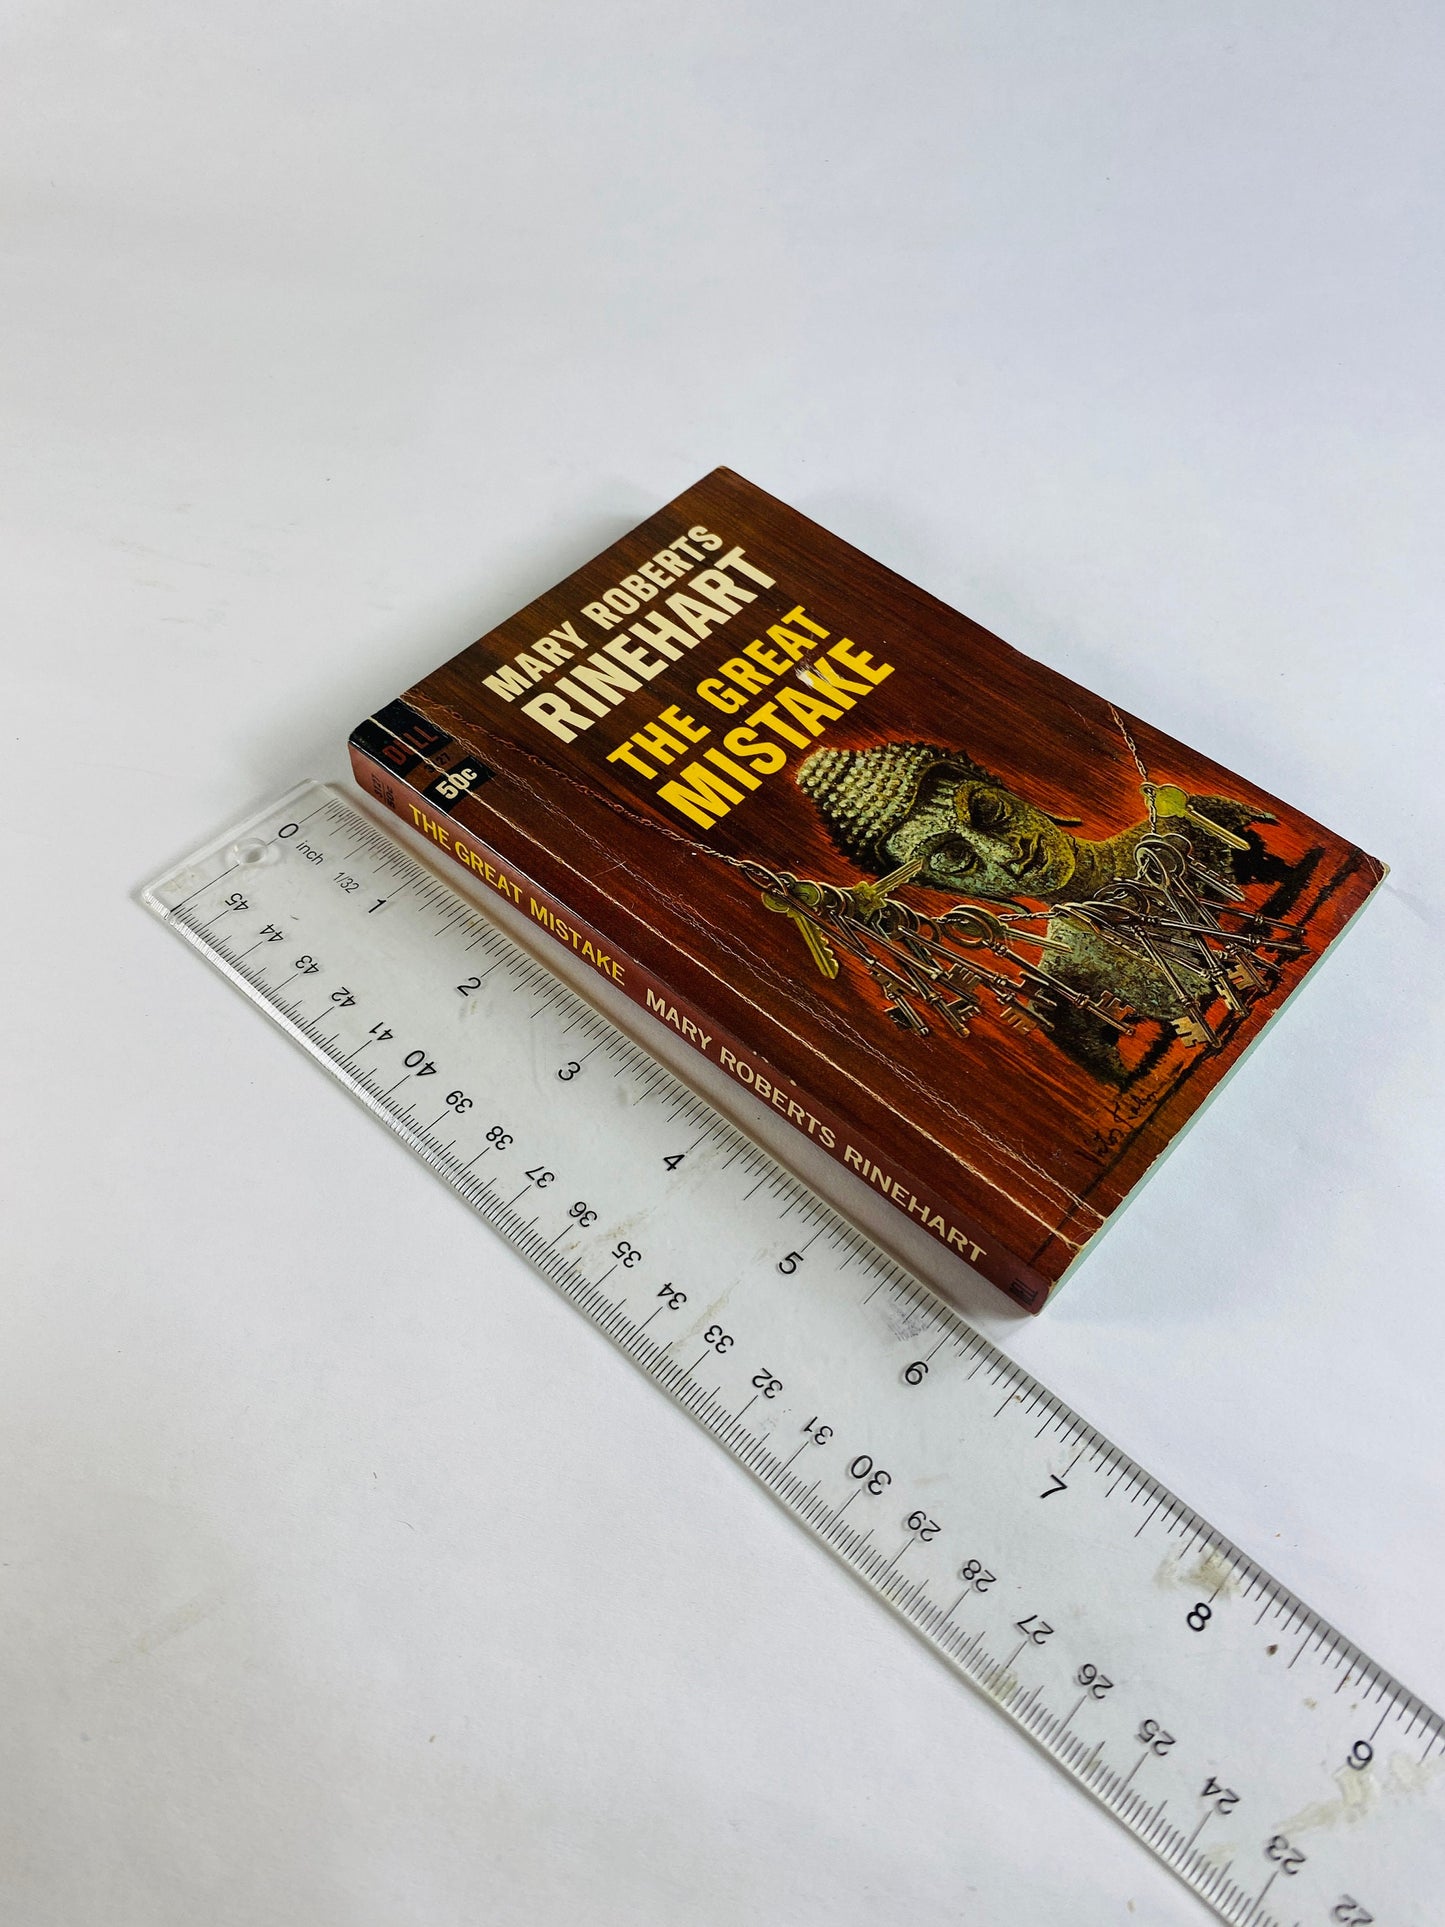 MARY ROBERTS
RINEHART
THE GREAT
MISTAKE
DELL
50c
THE GREAT MISTAKE MARY ROBERTS RINEHART
0 1 2 3 4 5 6 7 8 9
inch
1/32
45 44 43 42 41 40 39 38 37 36 35 34 33 32 31 30 29 28 27 26 25 24 23 22